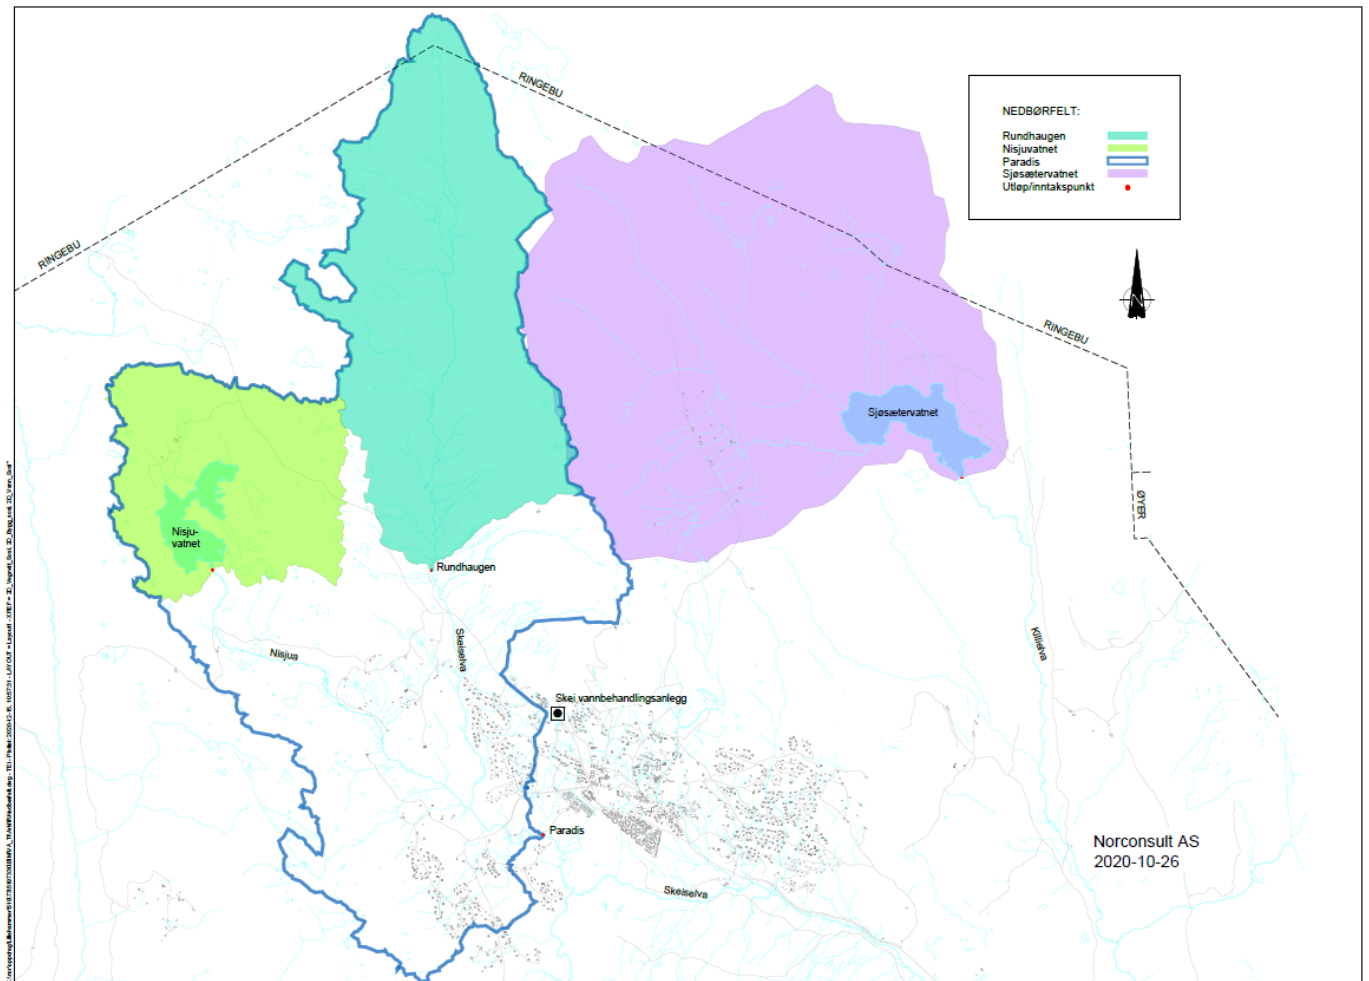 RINGEBU
RINGEBU
RINGEBU
NEDBØRFELT:
Rundhaugen
Nisjuvatnet
Paradis
Sjøsætervatnet
Utløp/inntakspunkt
N
Sjøsætervatnet
ØYER
Nisju-
vatnet
Rundhaugen
Nisjua
Skeiselva
Killielva
Skei vannbehandlingsanlegg
Paradis
Skeiselva
Norconsult AS
2020-10-26